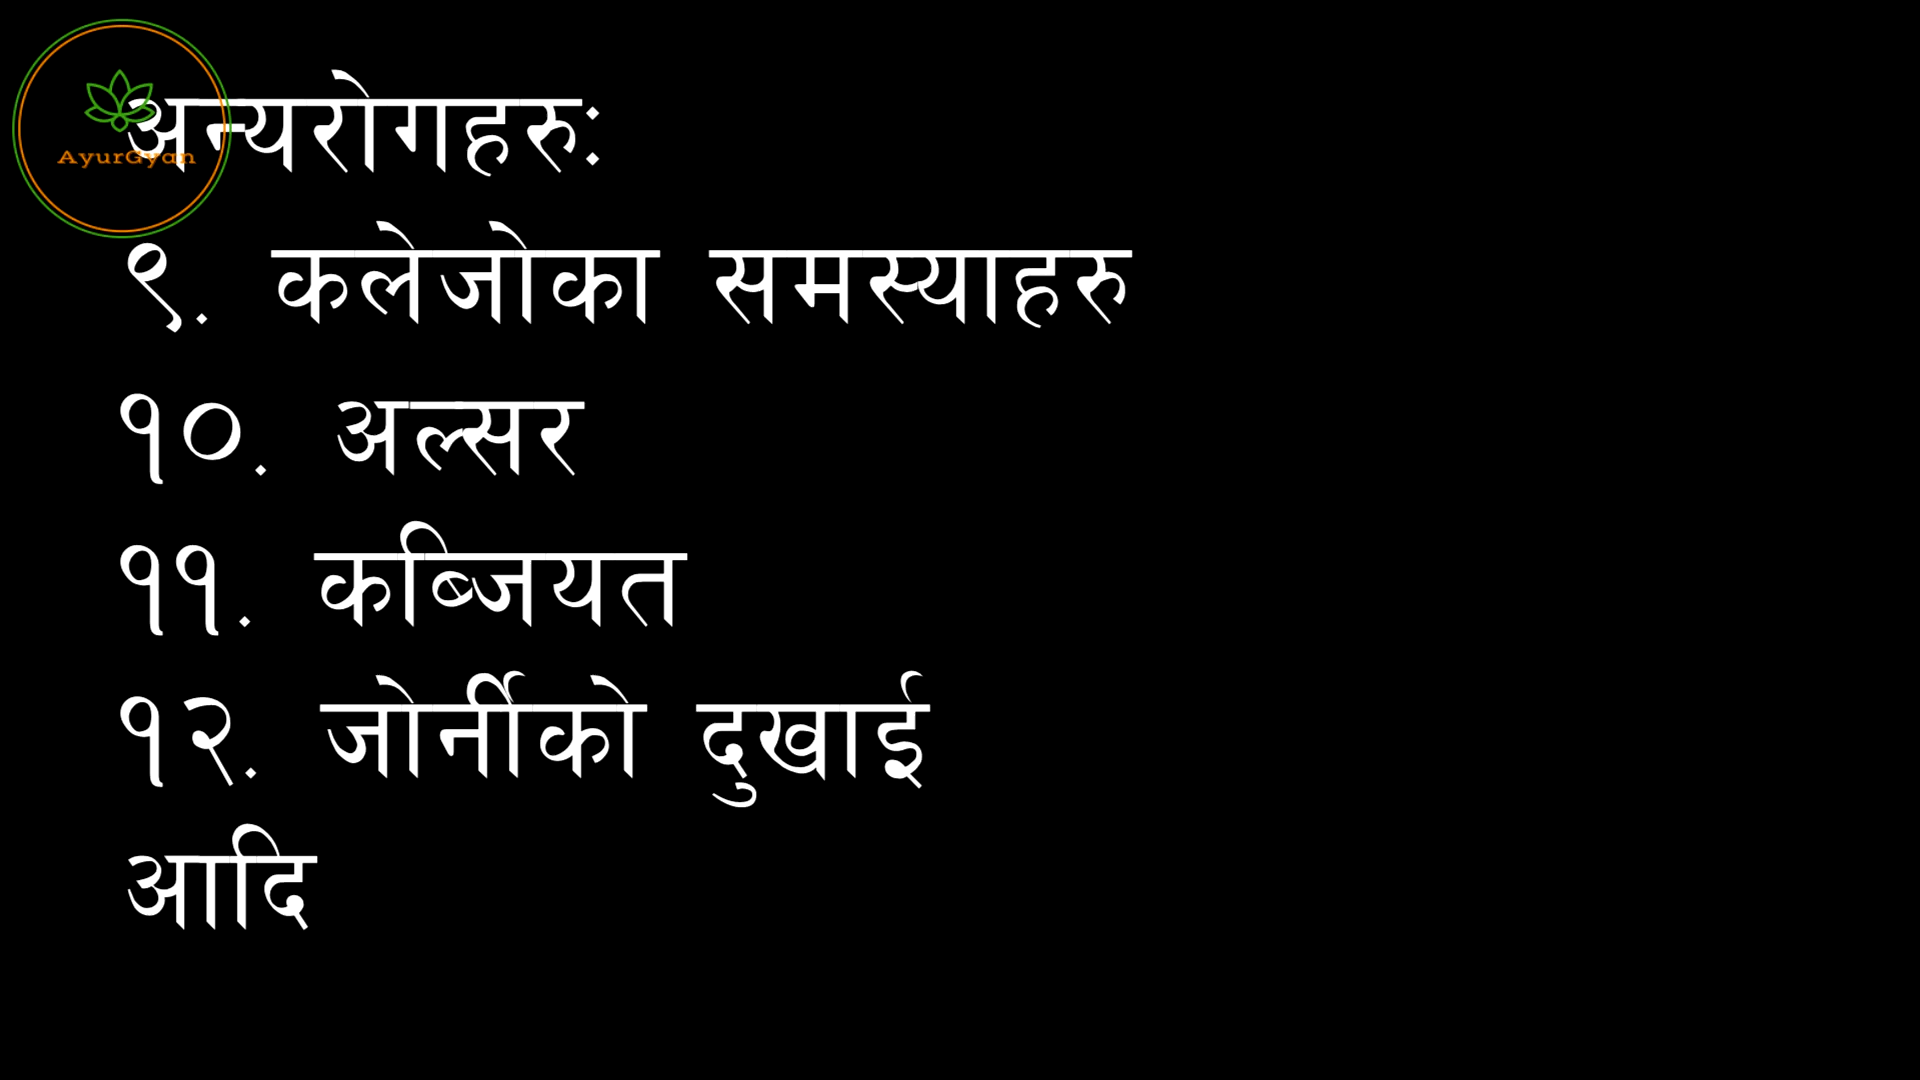 अन्यरोगहरु:
AyurGyan
९. कलेजोका समस्याहरु
१०. अल्सर
११. कब्जियत
१२. जोर्नीको दुखाई
आदि